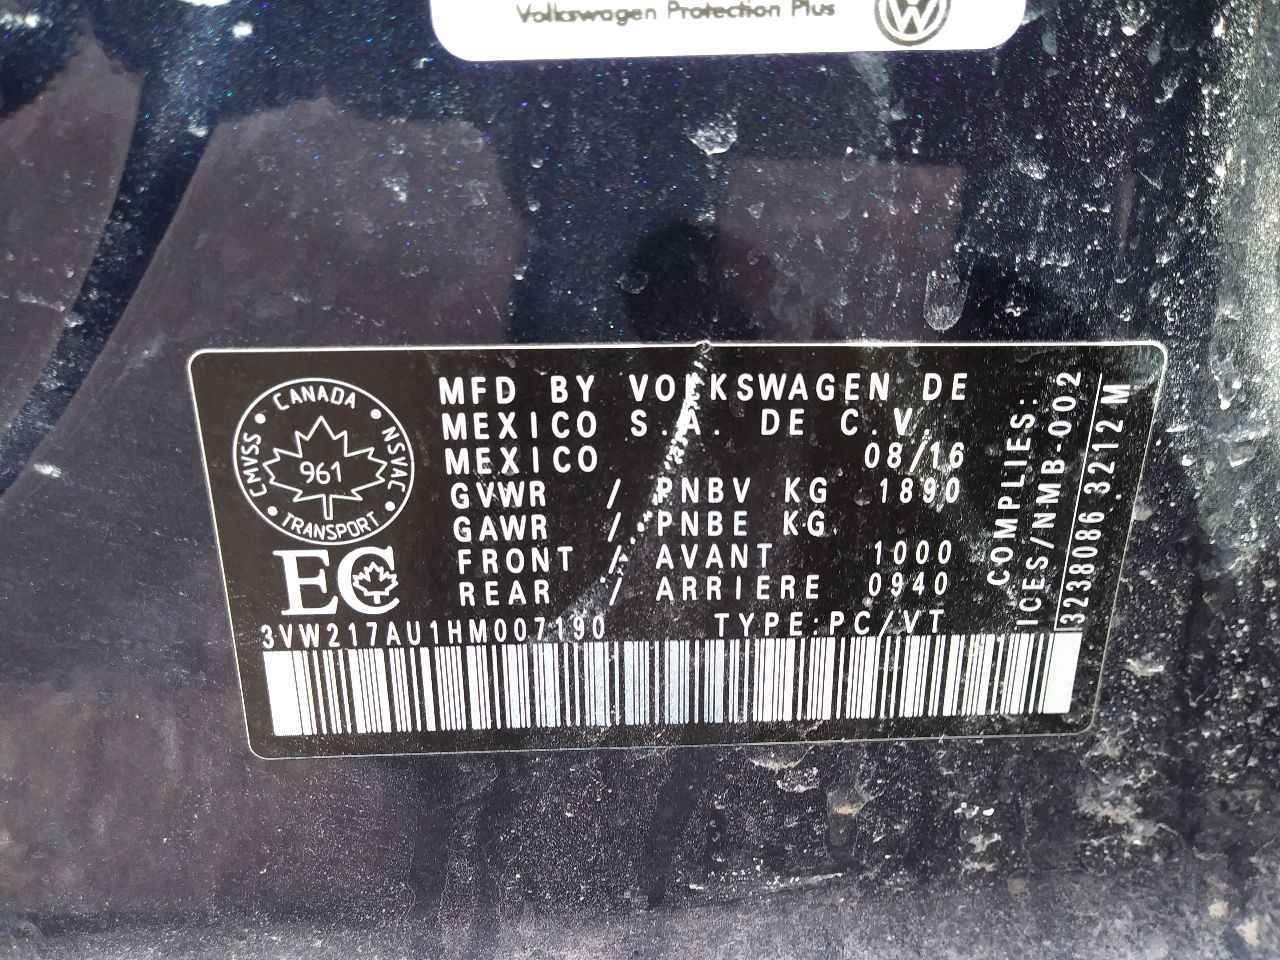 Volkswagen Protection Plus
CANADA
CMVSS
NSVAC
961
TRANSPORT
EC
MFD BY VOLKSWAGEN DE
MEXICO S.A. DE C.V.
MEXICO 08/16
GVWR / PNBV KG 1890
GAWR / PNBE KG
FRONT / AVANT 1000
REAR / ARRIERE 0940
3VW217AU1HM007190 TYPE:PC/VT
COMPLIES:
ICES/NMB-002
3238086.3212 M